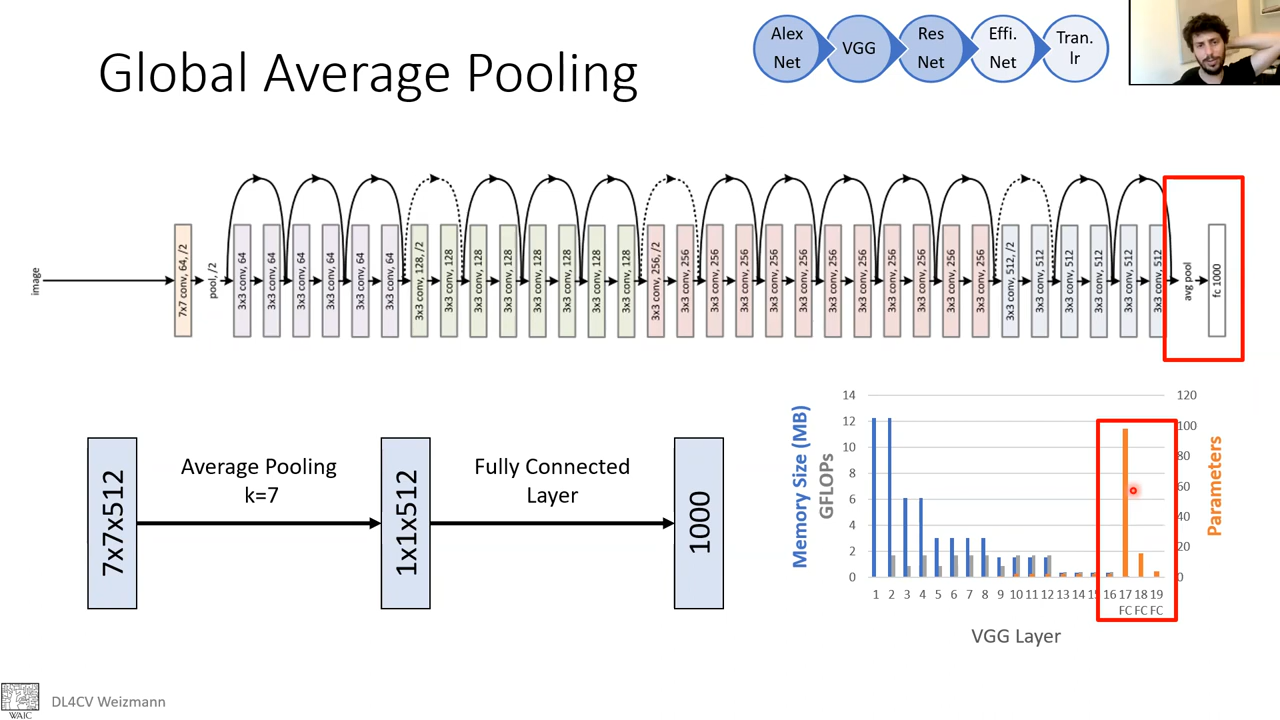 Global Average Pooling
Alex
Net
VGG
Res
Net
Effi.
Net
Tran.
lr
image
7x7 conv, 64, /2
pool, /2
3x3 conv, 64
3x3 conv, 64
3x3 conv, 64
3x3 conv, 64
3x3 conv, 64
3x3 conv, 64
3x3 conv, 128, /2
3x3 conv, 128
3x3 conv, 128
3x3 conv, 128
3x3 conv, 128
3x3 conv, 128
3x3 conv, 128
3x3 conv, 128
3x3 conv, 256, /2
3x3 conv, 256
3x3 conv, 256
3x3 conv, 256
3x3 conv, 256
3x3 conv, 256
3x3 conv, 256
3x3 conv, 256
3x3 conv, 256
3x3 conv, 256
3x3 conv, 256
3x3 conv, 256
3x3 conv, 512, /2
3x3 conv, 512
3x3 conv, 512
3x3 conv, 512
3x3 conv, 512
3x3 conv, 512
avg pool
fc 1000
7x7x512
Average Pooling
k=7
1x1x512
Fully Connected
Layer
1000
Memory Size (MB)
GFLOPs
14
12
10
8
6
4
2
0
120
100
80
60
40
20
0
Parameters
1 2 3 4 5 6 7 8 9 10 11 12 13 14 15 16 17 18 19
FC FC FC
VGG Layer
WAIC
DL4CV Weizmann